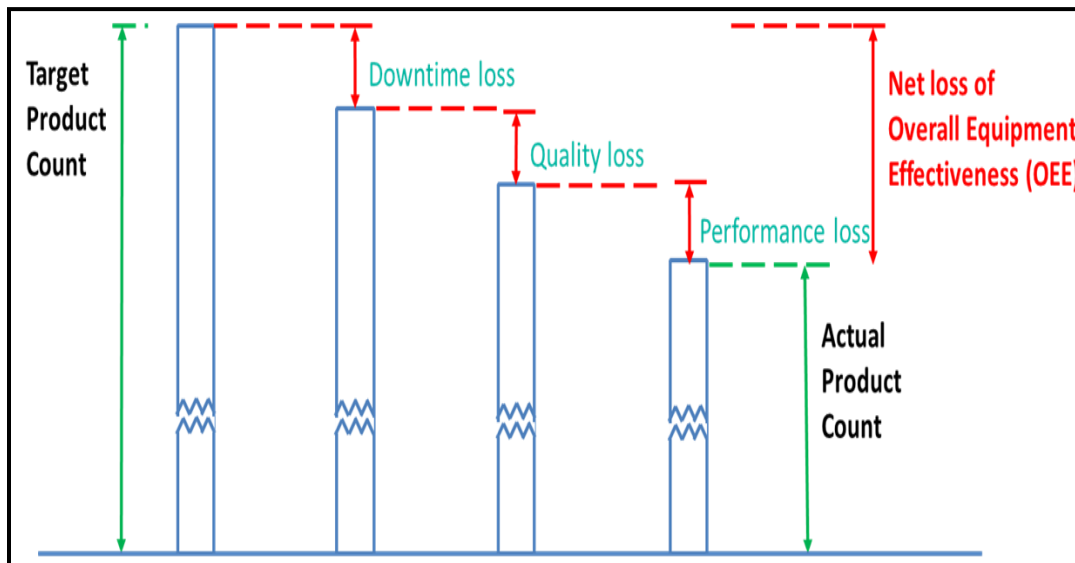 Target
Product
Count
Downtime loss
Quality loss
Performance loss
Net loss of
Overall Equipment
Effectiveness (OEE)
Actual
Product
Count